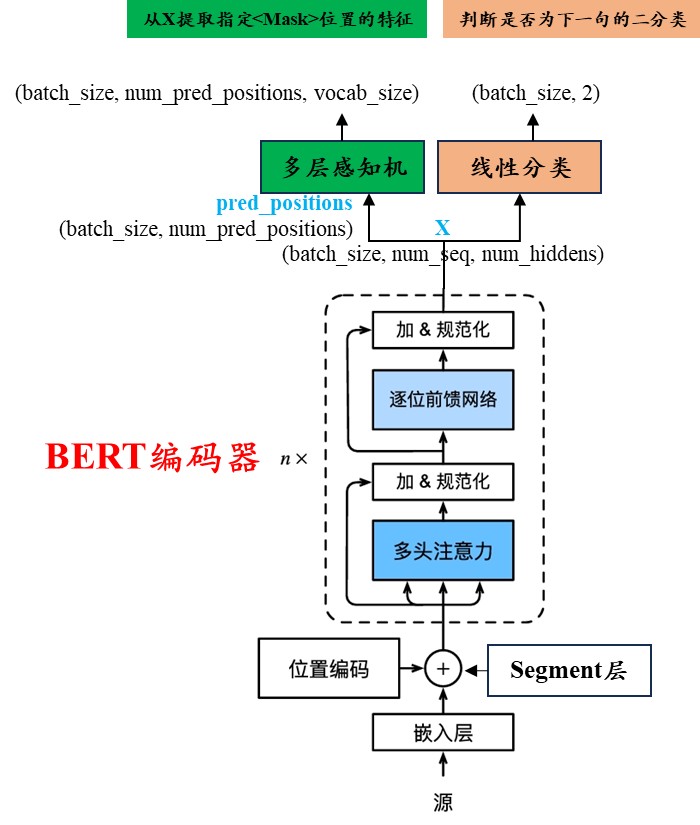 从X提取指定<Mask>位置的特征
判断是否为下一句的二分类
(batch_size, num_pred_positions, vocab_size)
(batch_size, 2)
多层感知机
线性分类
pred_positions
(batch_size, num_pred_positions)
X
(batch_size, num_seq, num_hiddens)
加 & 规范化
逐位前馈网络
BERT编码器
n ×
加 & 规范化
多头注意力
位置编码
+
Segment层
嵌入层
源